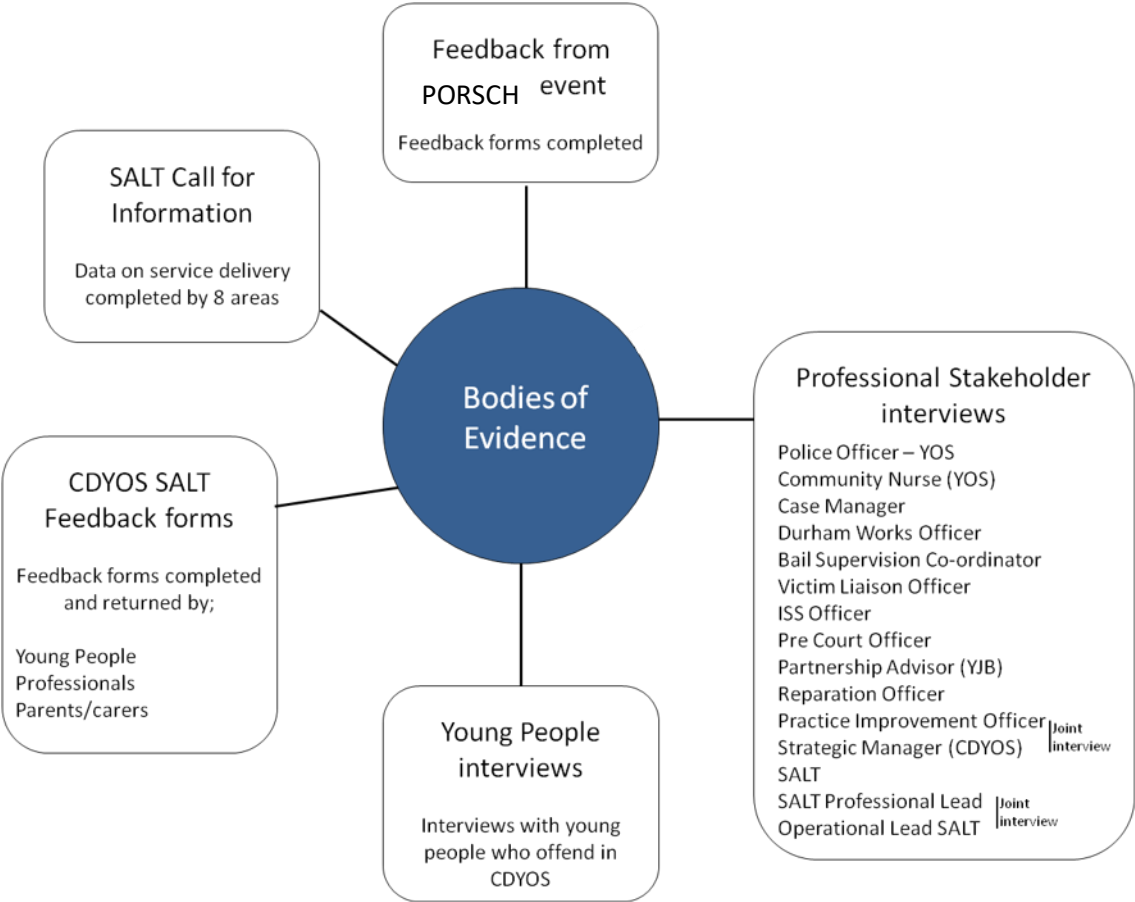 Feedback from
PORSCH event
Feedback forms completed
SALT Call for
Information
Data on service delivery
completed by 8 areas
Bodies of
Evidence
Professional Stakeholder
interviews
Police Officer – YOS
Community Nurse (YOS)
Case Manager
Durham Works Officer
Bail Supervision Co-ordinator
Victim Liaison Officer
ISS Officer
Pre Court Officer
Partnership Advisor (YJB)
Reparation Officer
Practice Improvement Officer
Strategic Manager (CDYOS)
Joint
interview
SALT
SALT Professional Lead
Operational Lead SALT
Joint
interview
CDYOS SALT
Feedback forms
Feedback forms completed
and returned by;
Young People
Professionals
Parents/carers
Young People
interviews
Interviews with young
people who offend in
CDYOS